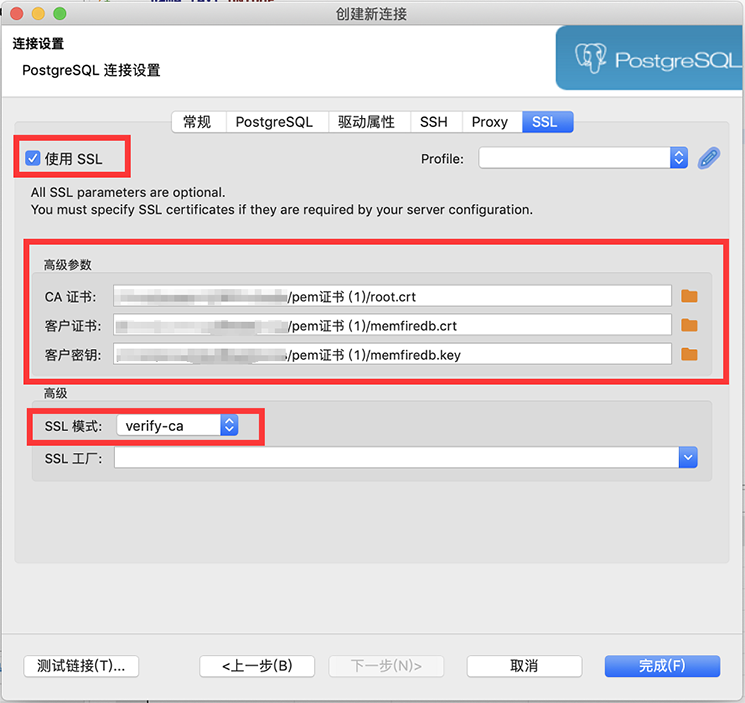 创建新连接
连接设置
PostgreSQL 连接设置
PostgreSQL
常规 PostgreSQL 驱动属性 SSH Proxy SSL
使用 SSL
Profile:
All SSL parameters are optional.
You must specify SSL certificates if they are required by your server configuration.
高级参数
CA 证书: /pem证书 (1)/root.crt
客户证书: /pem证书 (1)/memfiredb.crt
客户密钥: /pem证书 (1)/memfiredb.key
高级
SSL 模式: verify-ca
SSL 工厂:
测试链接(T)... <上一步(B) 下一步(N)> 取消 完成(F)